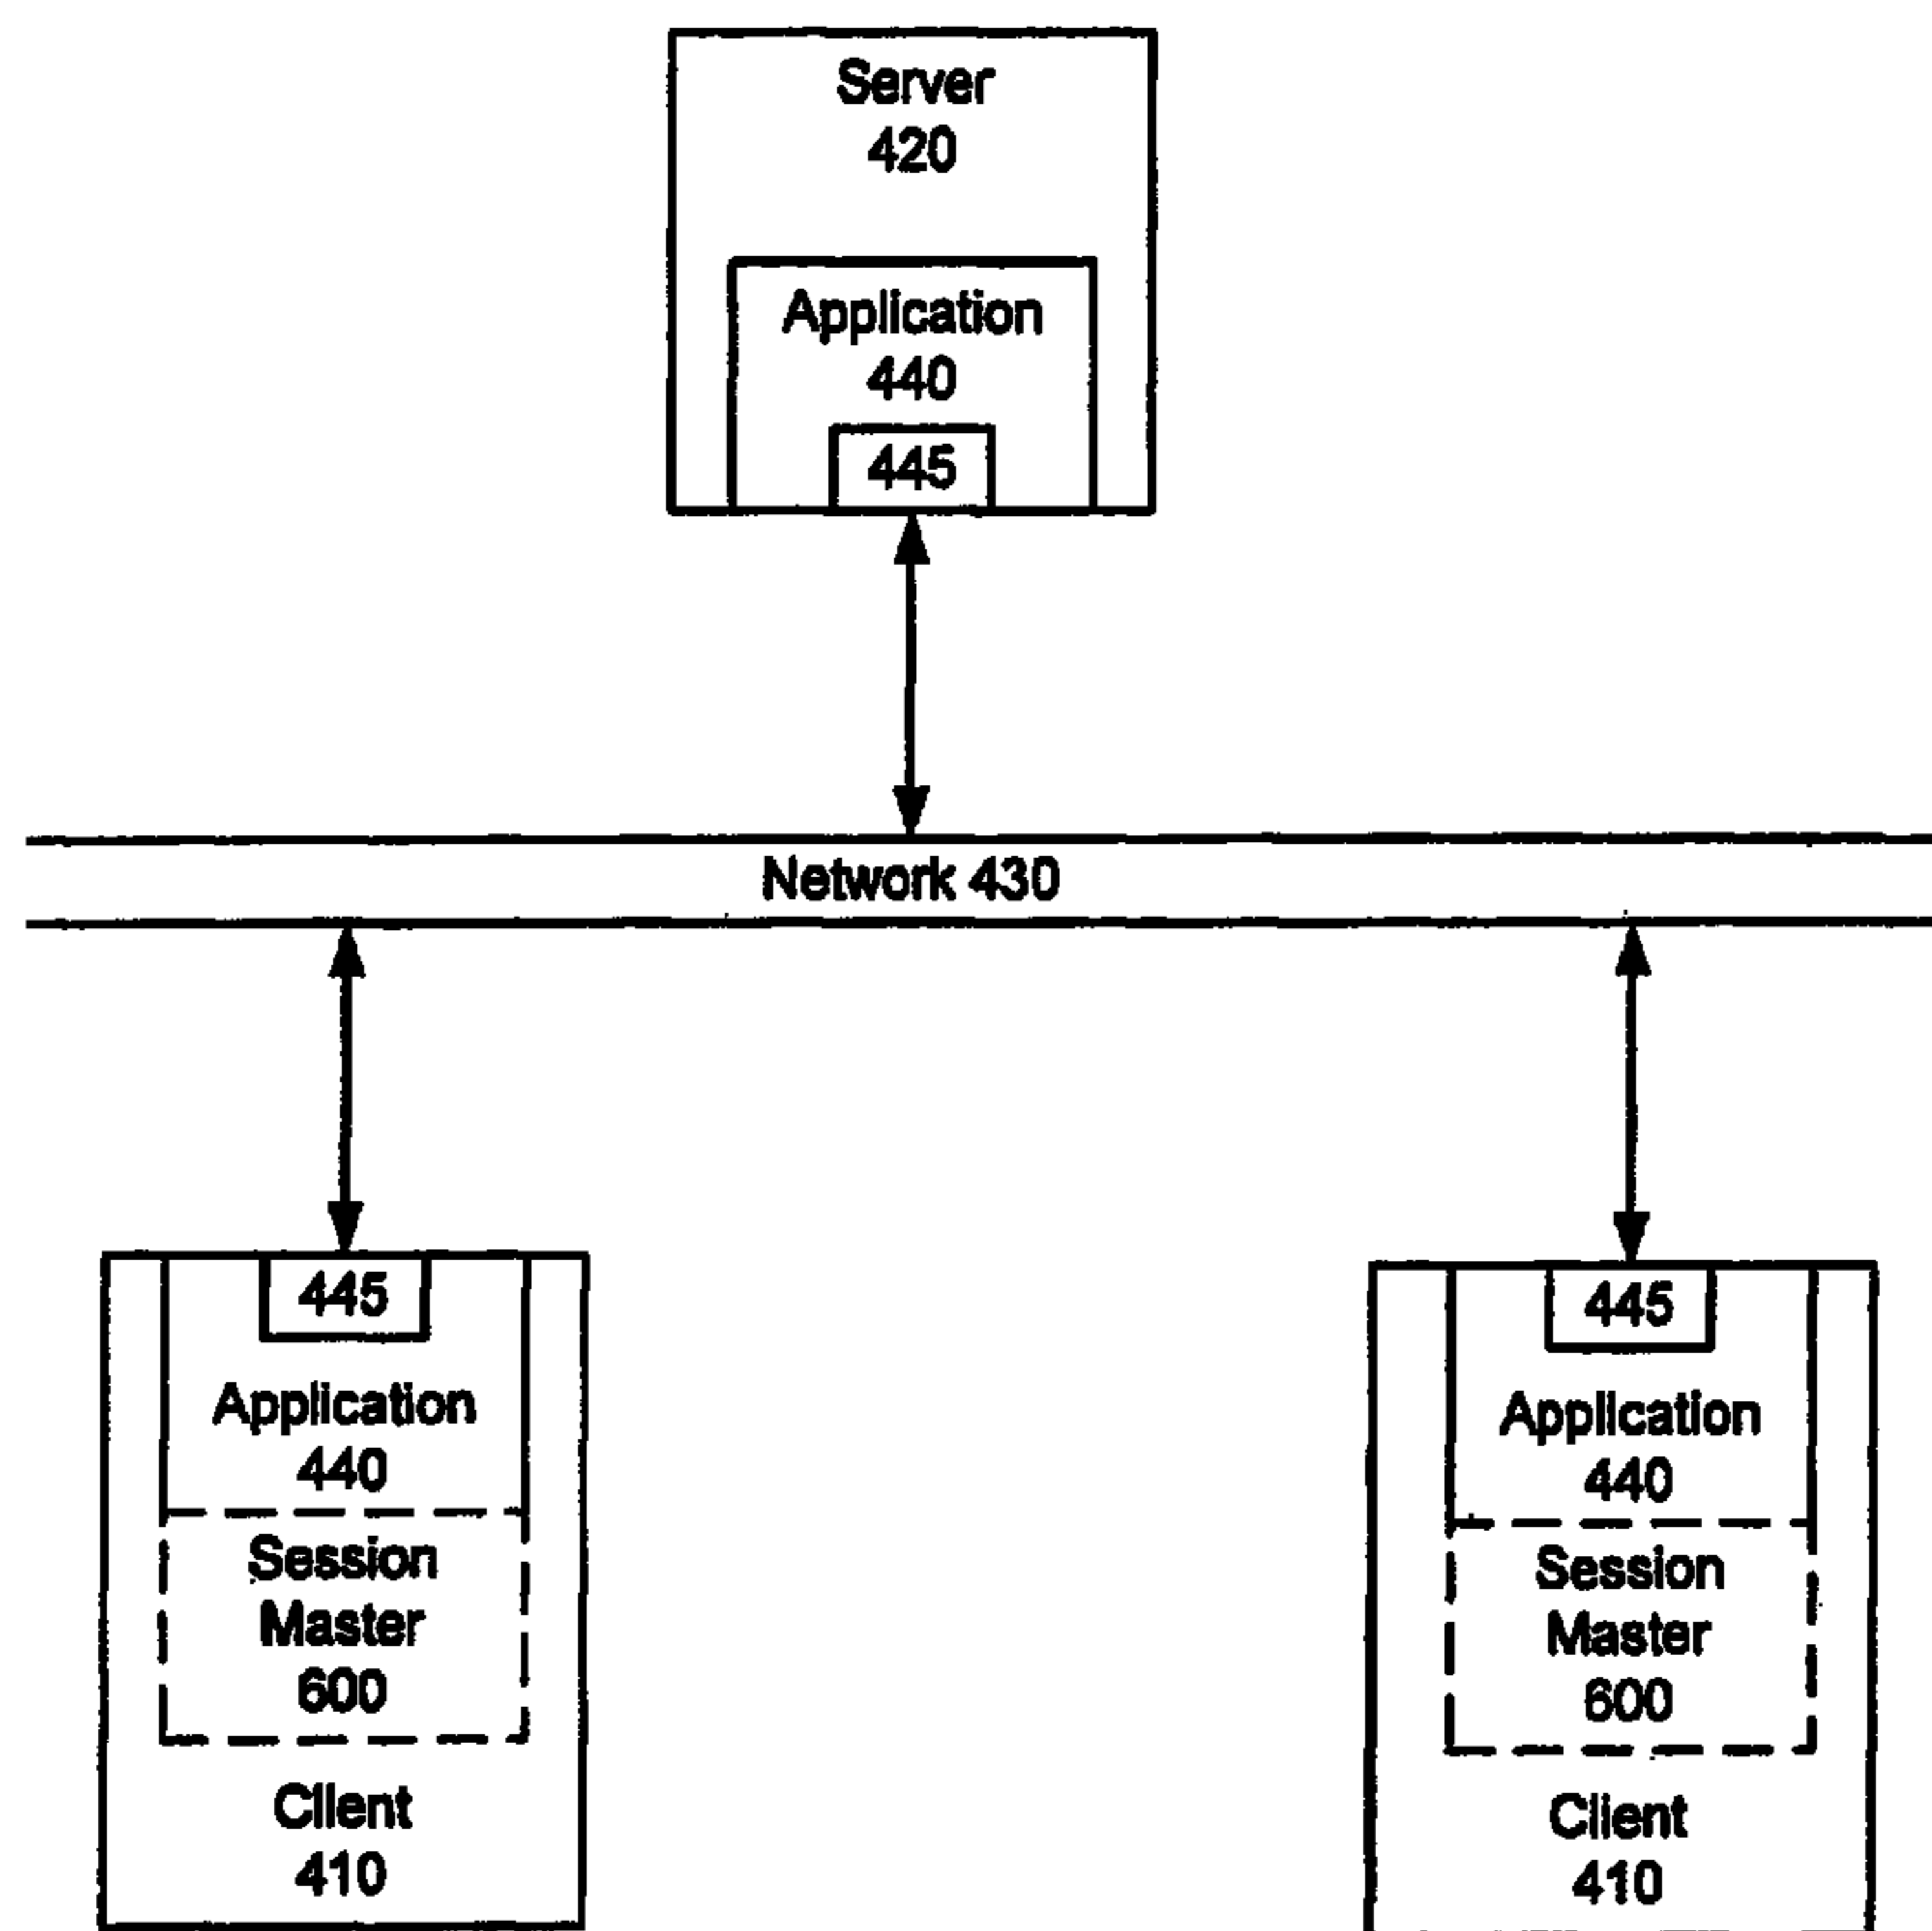 Server
420
Application
440
445
Network 430
445
Application
440
Session
Master
600
Client
410
445
Application
440
Session
Master
600
Client
410